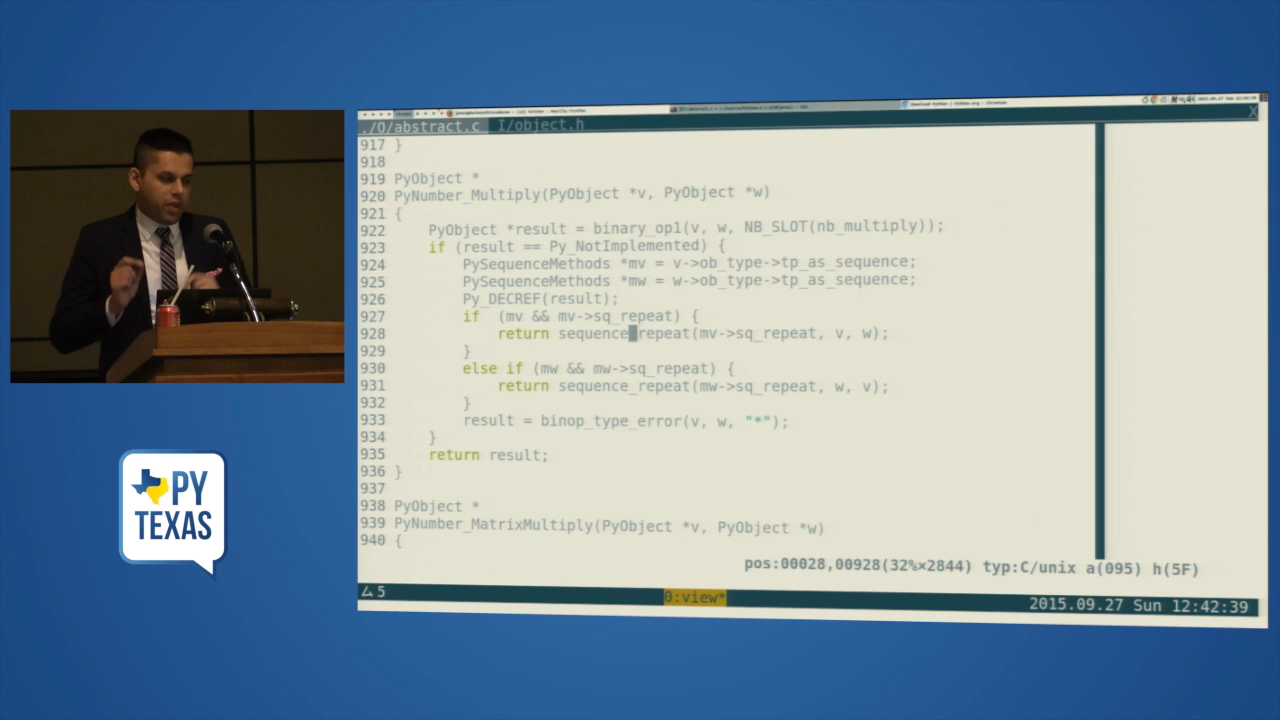 ./O/abstract.c I/object.h X
917 }
918
919 PyObject *
920 PyNumber_Multiply(PyObject *v, PyObject *w)
921 {
922     PyObject *result = binary_op1(v, w, NB_SLOT(nb_multiply));
923     if (result == Py_NotImplemented) {
924         PySequenceMethods *mv = v->ob_type->tp_as_sequence;
925         PySequenceMethods *mw = w->ob_type->tp_as_sequence;
926         Py_DECREF(result);
927         if  (mv && mv->sq_repeat) {
928             return sequence_repeat(mv->sq_repeat, v, w);
929         }
930         else if (mw && mw->sq_repeat) {
931             return sequence_repeat(mw->sq_repeat, w, v);
932         }
933         result = binop_type_error(v, w, "*");
934     }
935     return result;
936 }
937
938 PyObject *
939 PyNumber_MatrixMultiply(PyObject *v, PyObject *w)
940 {
pos:00028,00928(32%×2844) typ:C/unix a(095) h(5F)
5 0:view* 2015.09.27 Sun 12:42:39
PY
TEXAS